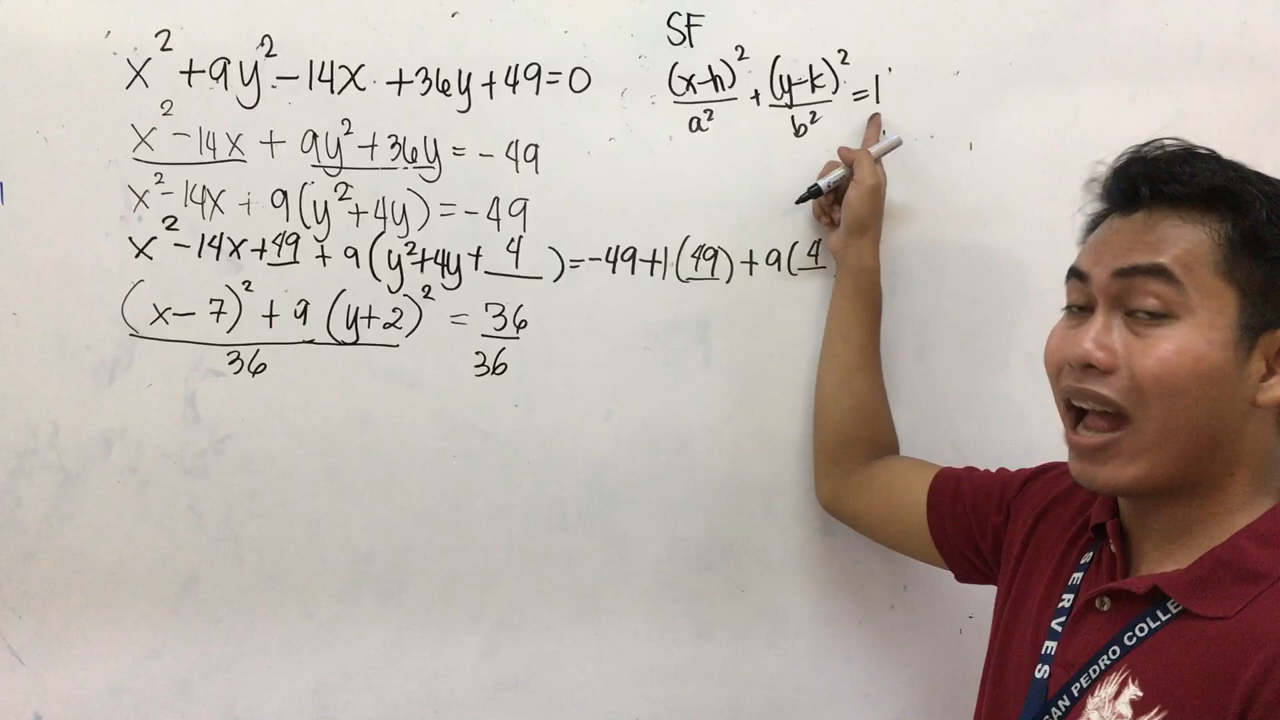 x² + 9y² - 14x + 36y + 49 = 0
x² - 14x + 9y² + 36y = -49
x² - 14x + 9(y² + 4y) = -49
x² - 14x + 49 + 9(y² + 4y + 4) = -49 + 1(49) + 9(4
(x - 7)² + 9(y + 2)² = 36
36 36
SF
(x-h)² + (y-k)² = 1
a² b²
SERVES
SAN PEDRO COLLE